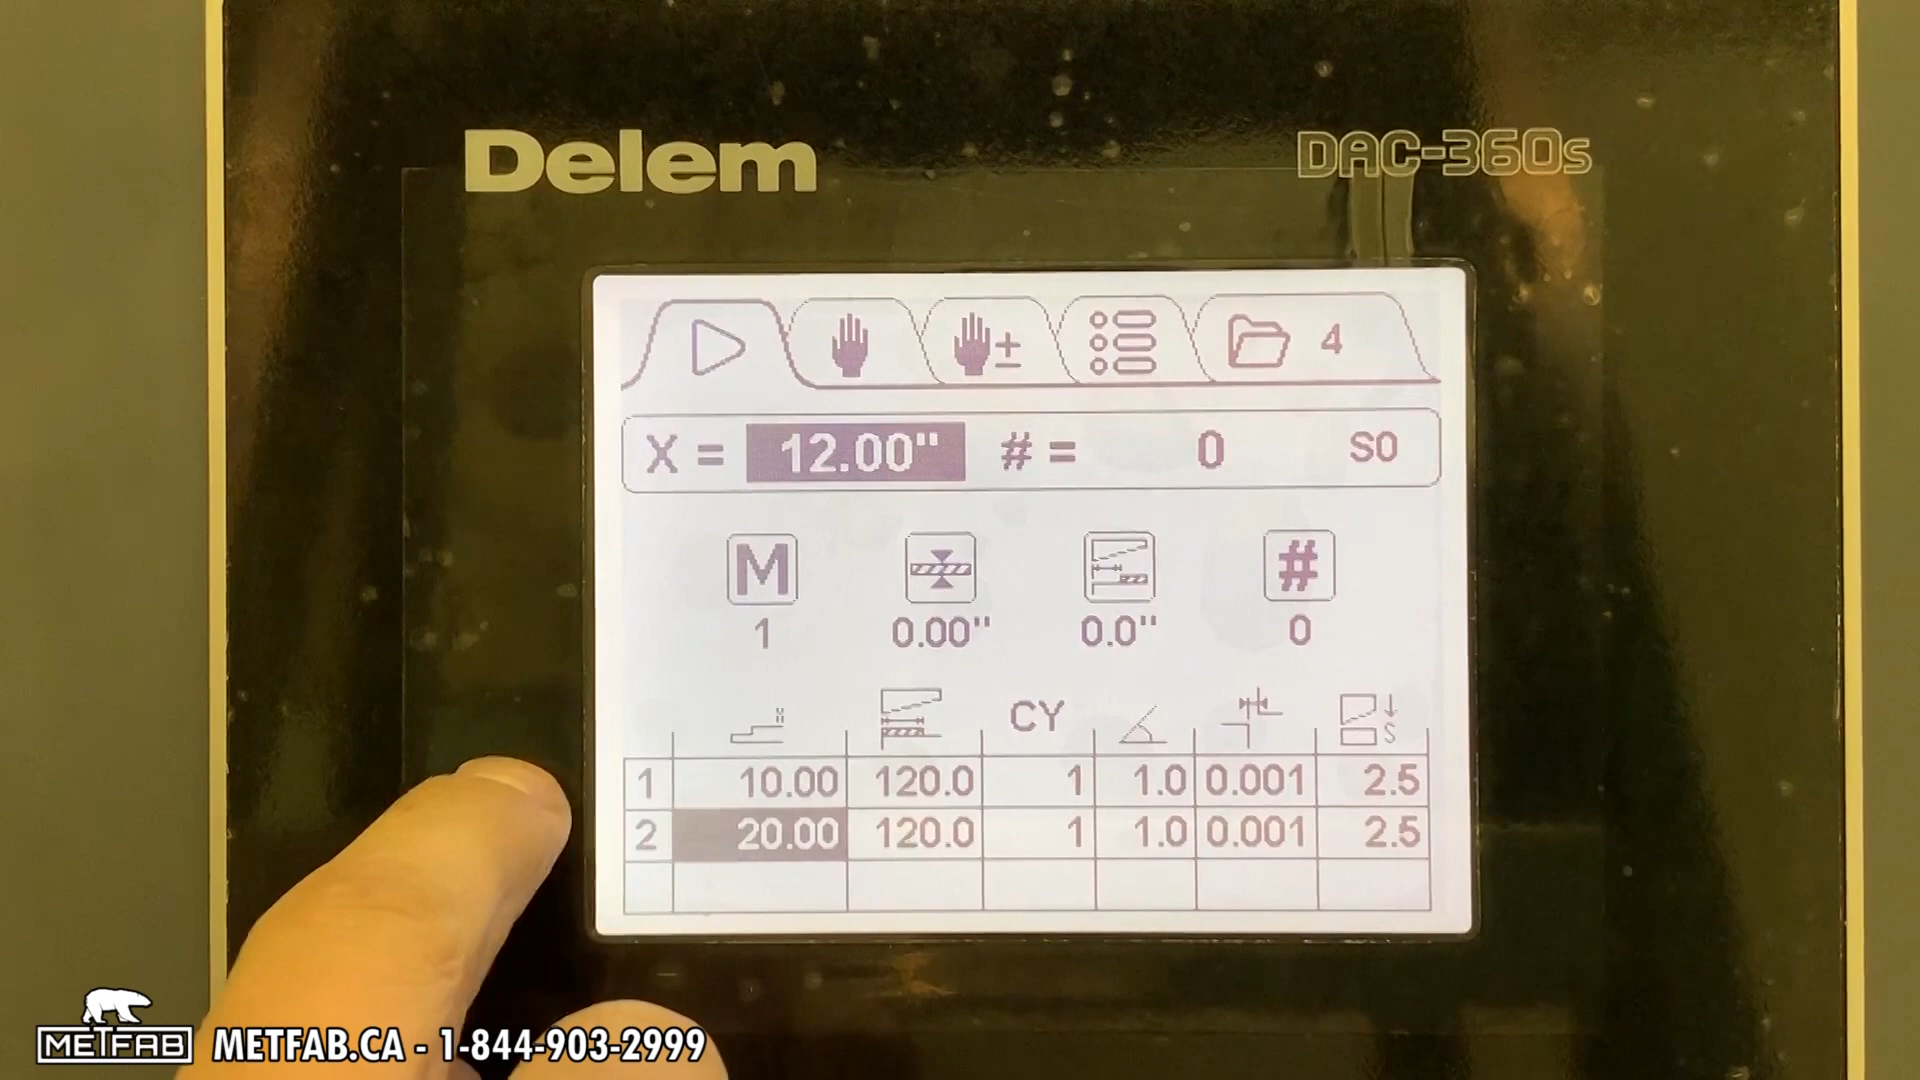 Delem
DAC-360s
4
X = 12.00" # = 0 S0
M # 
1 0.00" 0.0" 0
CY S
1 10.00 120.0 1 1.0 0.001 2.5
2 20.00 120.0 1 1.0 0.001 2.5
METFAB METFAB.CA - 1-844-903-2999